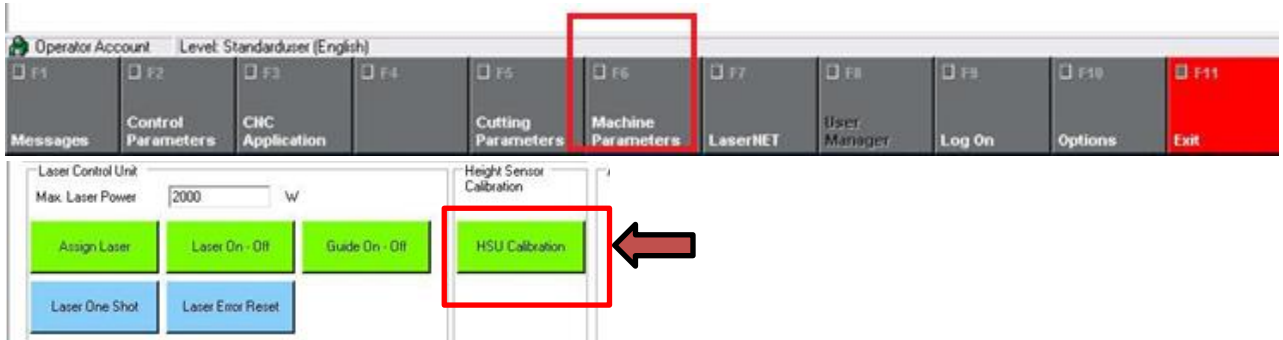 Operator Account Level: Standarduser (English)
F1 F2 F3 F4 F5 F6 F7 F8 F9 F10 F11
Messages
Control Parameters
CNC Application
Cutting Parameters
Machine Parameters
LaserNET
User Manager
Log On
Options
Exit
Laser Control Unit
Max. Laser Power 2000 W
Assign Laser
Laser On - Off
Guide On - Off
Laser One Shot
Laser Error Reset
Height Sensor
Calibration
HSU Calibration